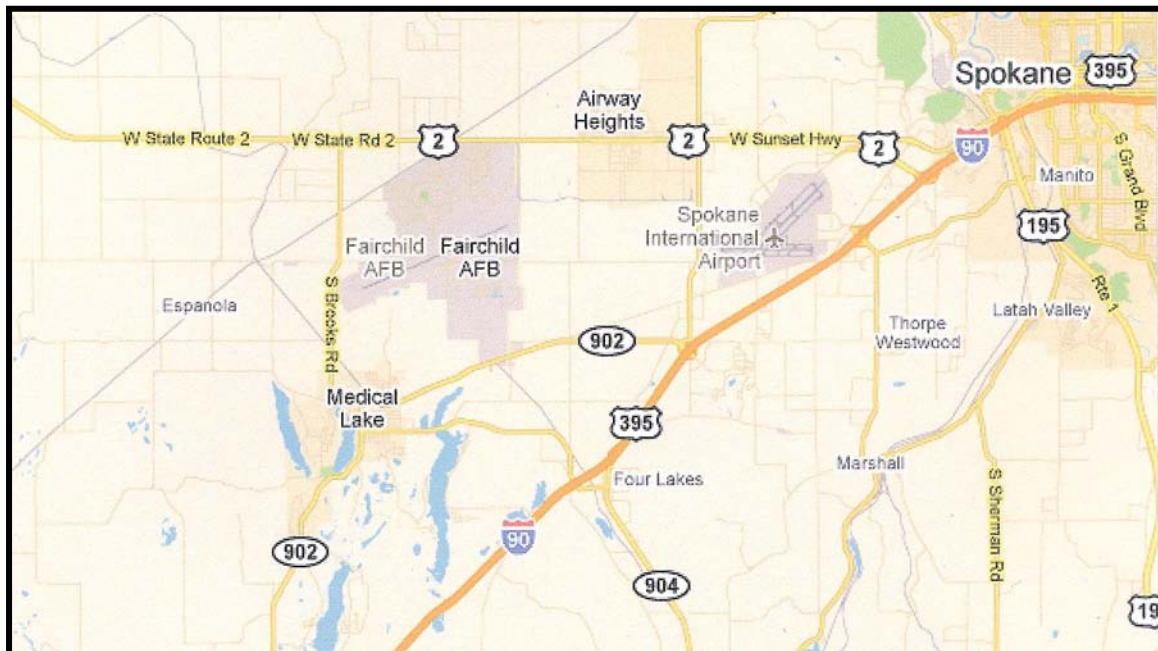 Spokane
395
Airway
Heights
W State Route 2
W State Rd 2
2
2
W Sunset Hwy
2
90
S Grand Blvd
Manito
Spokane
International
Airport
195
Fairchild
AFB
Fairchild
AFB
Espanola
S Brooks Rd
Latah Valley
Rte 1
Thorpe
Westwood
902
Medical
Lake
395
Marshall
Four Lakes
S Sherman Rd
90
902
904
19